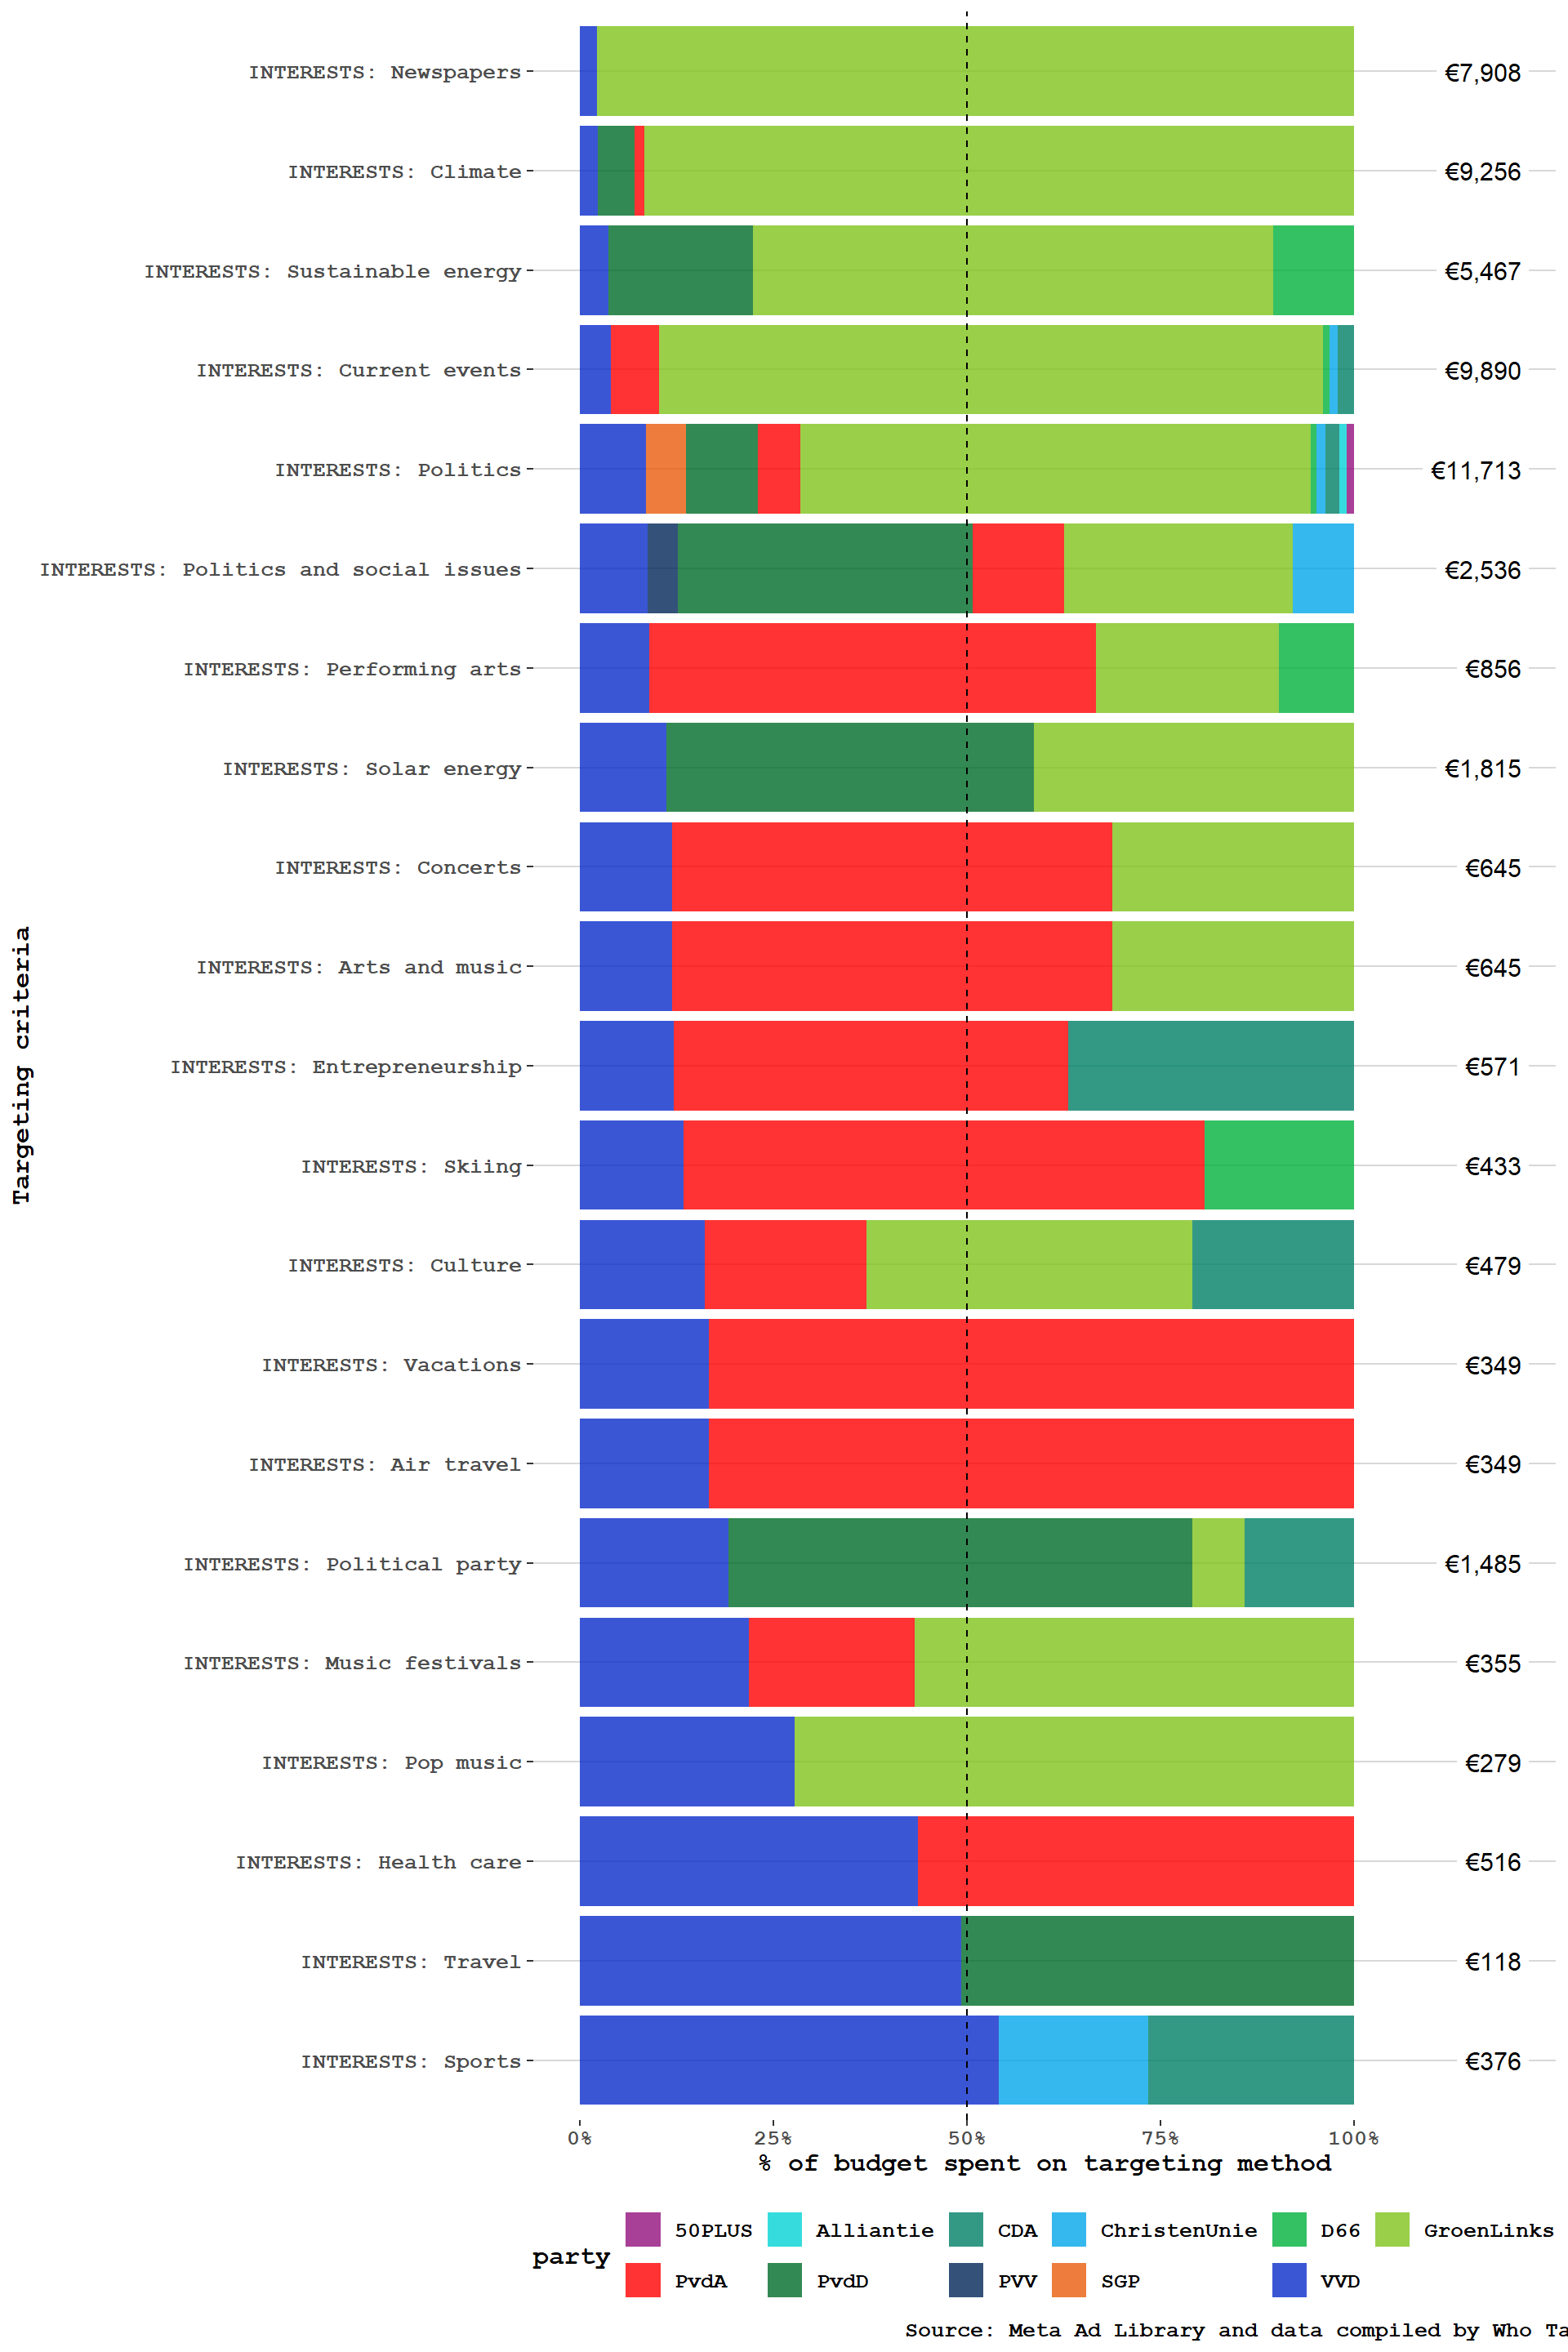 INTERESTS: Newspapers €7,908
INTERESTS: Climate €9,256
INTERESTS: Sustainable energy €5,467
INTERESTS: Current events €9,890
INTERESTS: Politics €11,713
INTERESTS: Politics and social issues €2,536
INTERESTS: Performing arts €856
INTERESTS: Solar energy €1,815
INTERESTS: Concerts €645
INTERESTS: Arts and music €645
INTERESTS: Entrepreneurship €571
INTERESTS: Skiing €433
INTERESTS: Culture €479
INTERESTS: Vacations €349
INTERESTS: Air travel €349
INTERESTS: Political party €1,485
INTERESTS: Music festivals €355
INTERESTS: Pop music €279
INTERESTS: Health care €516
INTERESTS: Travel €118
INTERESTS: Sports €376
Targeting criteria
0% 25% 50% 75% 100%
% of budget spent on targeting method
party
50PLUS Alliantie CDA ChristenUnie D66 GroenLinks
PvdA PvdD PVV SGP VVD
Source: Meta Ad Library and data compiled by Who Ta